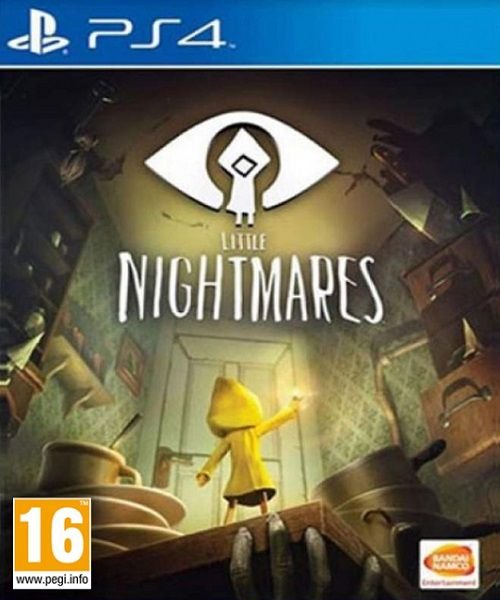 PS4
LITTLE
NIGHTMARES
16
www.pegi.info
BANDAI
NAMCO
Entertainment